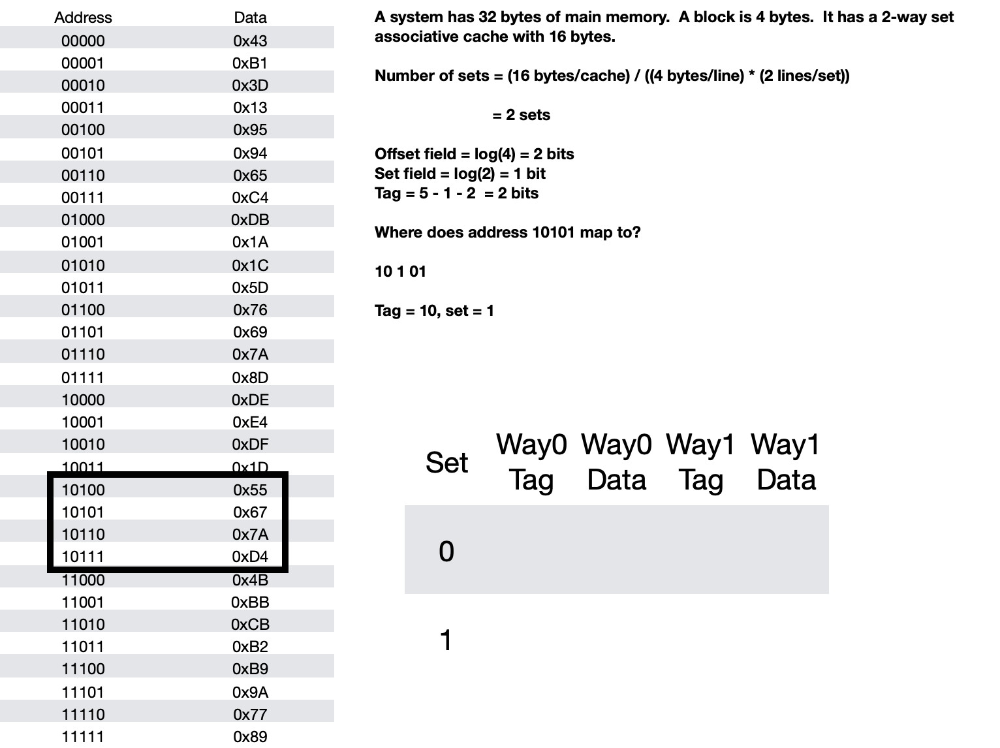 Address Data
00000 0x43
00001 0xB1
00010 0x3D
00011 0x13
00100 0x95
00101 0x94
00110 0x65
00111 0xC4
01000 0xDB
01001 0x1A
01010 0x1C
01011 0x5D
01100 0x76
01101 0x69
01110 0x7A
01111 0x8D
10000 0xDE
10001 0xE4
10010 0xDF
10011 0x1D
10100 0x55
10101 0x67
10110 0x7A
10111 0xD4
11000 0x4B
11001 0xBB
11010 0xCB
11011 0xB2
11100 0xB9
11101 0x9A
11110 0x77
11111 0x89
A system has 32 bytes of main memory. A block is 4 bytes. It has a 2-way set
associative cache with 16 bytes.
Number of sets = (16 bytes/cache) / ((4 bytes/line) * (2 lines/set))
= 2 sets
Offset field = log(4) = 2 bits
Set field = log(2) = 1 bit
Tag = 5 - 1 - 2 = 2 bits
Where does address 10101 map to?
10 1 01
Tag = 10, set = 1
Set Way0 Tag Way0 Data Way1 Tag Way1 Data
0
1